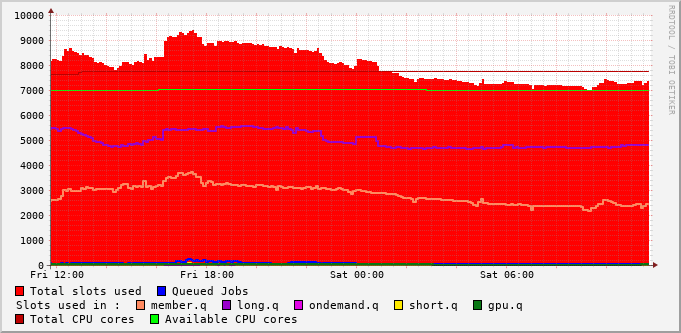 10000
9000
8000
7000
6000
5000
4000
3000
2000
1000
0
Fri 12:00 Fri 18:00 Sat 00:00 Sat 06:00
Total slots used Queued Jobs
Slots used in : member.q long.q ondemand.q short.q gpu.q
Total CPU cores Available CPU cores
RRDTOOL / TOBI OETIKER